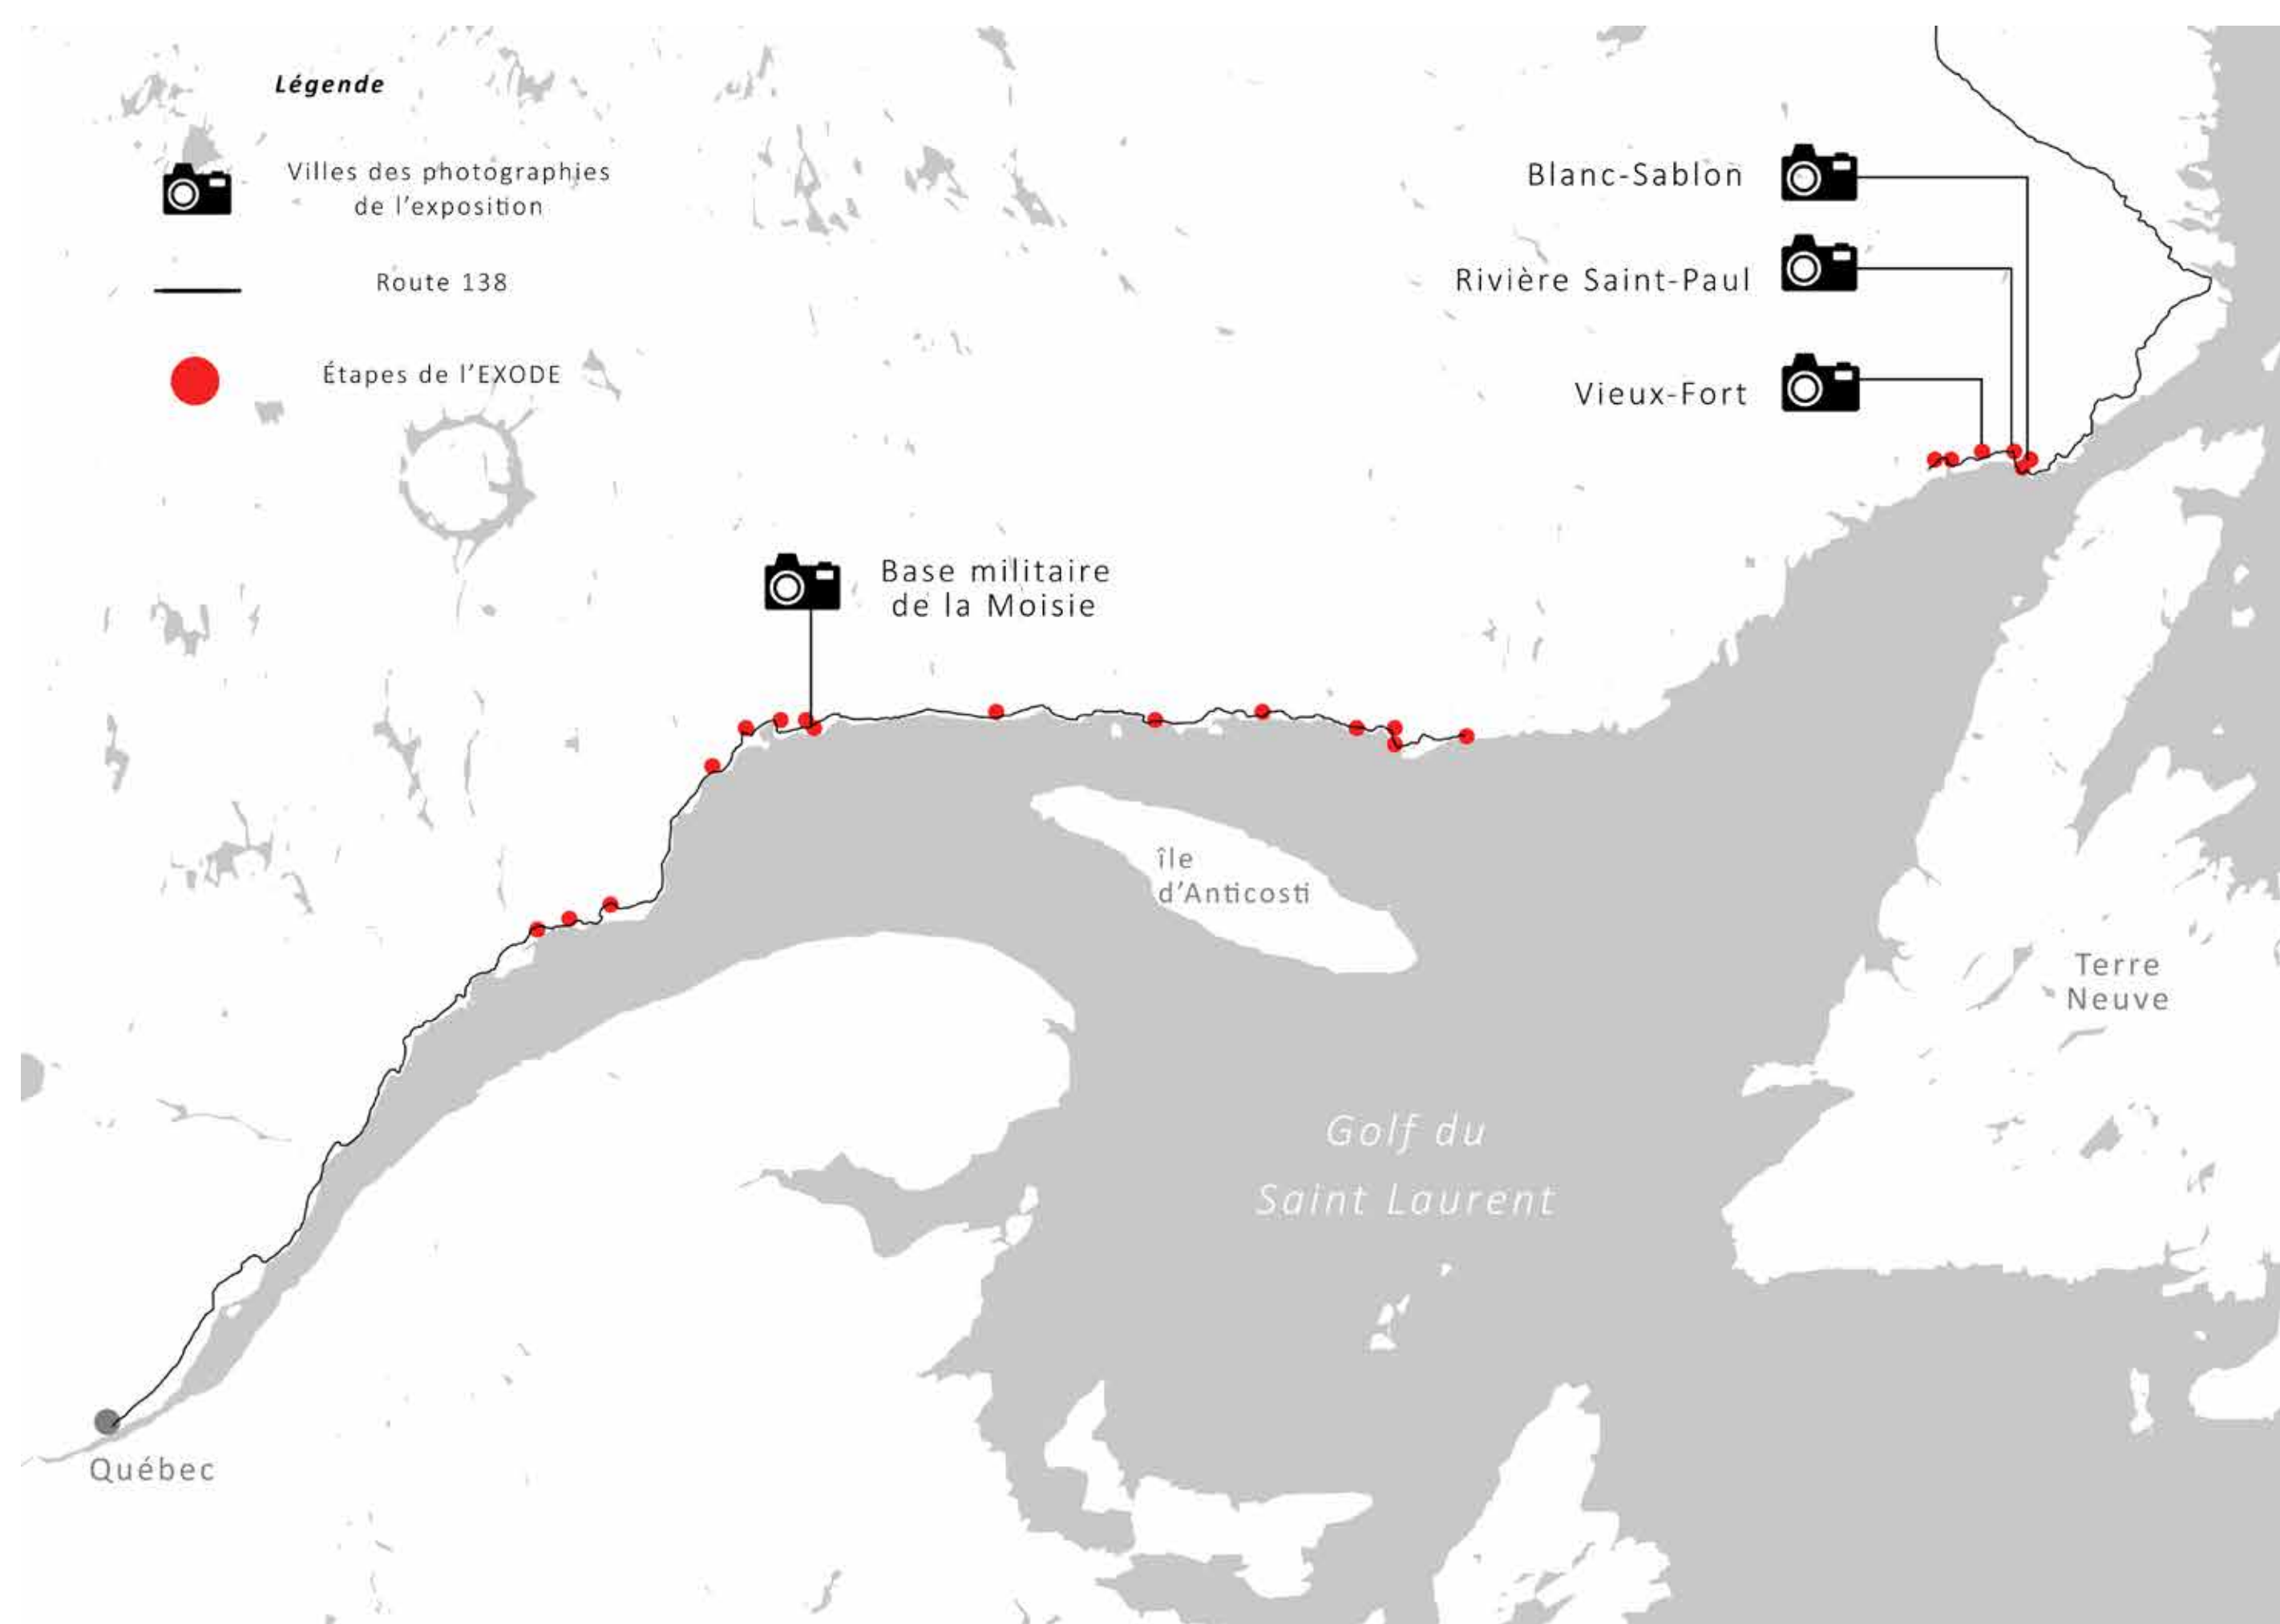 Légende
Villes des photographies
de l'exposition
Route 138
Étapes de l'EXODE
Blanc-Sablon
Rivière Saint-Paul
Vieux-Fort
Base militaire
de la Moisie
île
d'Anticosti
Terre
Neuve
Golf du
Saint Laurent
Québec